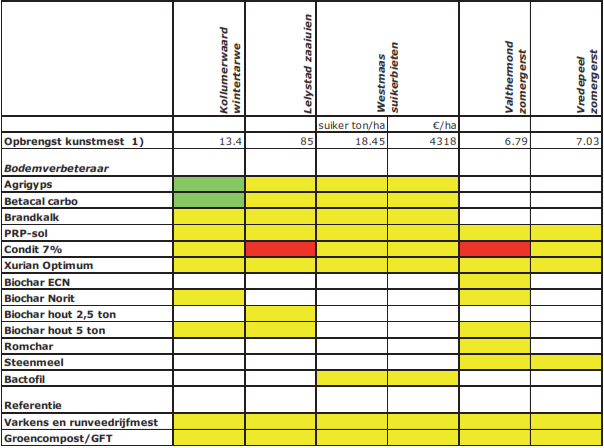 Kollumerwaard
wintertarwe
Lelystad zaaiuien
Westmaas
suikerbieten
Valthermond
zomergerst
Vredepeel
zomergerst
suiker ton/ha €/ha
Opbrengst kunstmest 1) 13.4 85 18.45 4318 6.79 7.03
Bodemverbeteraar
Agrigyps
Betacal carbo
Brandkalk
PRP-sol
Condit 7%
Xurian Optimum
Biochar ECN
Biochar Norit
Biochar hout 2,5 ton
Biochar hout 5 ton
Romchar
Steenmeel
Bactofil
Referentie
Varkens en runveedrijfmest
Groencompost/GFT